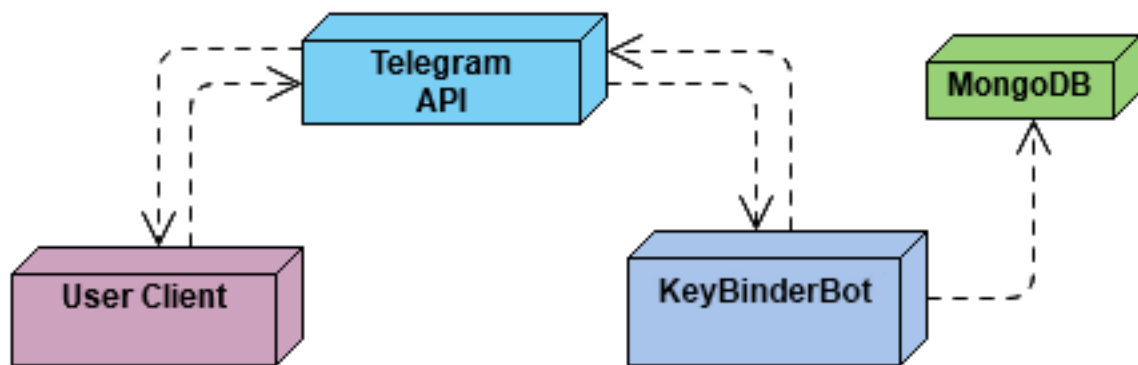 Telegram
API
MongoDB
User Client
KeyBinderBot